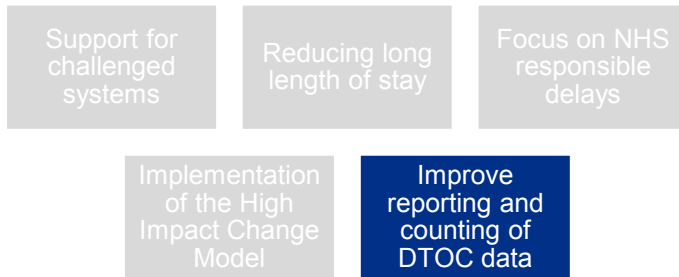 Support for
challenged
systems
Reducing long
length of stay
Focus on NHS
responsible
delays
Implementation
of the High
Impact Change
Model
Improve
reporting and
counting of
DTOC data